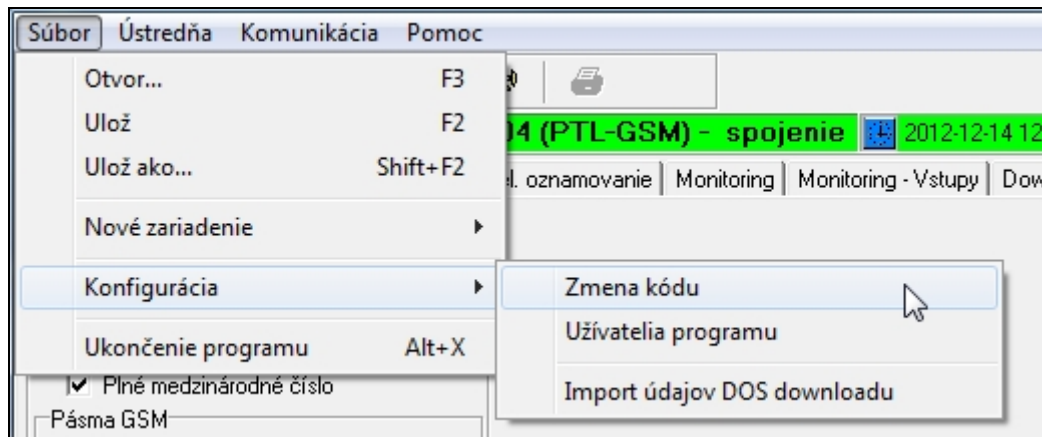 Súbor Ústredňa Komunikácia Pomoc
Otvor... F3
Ulož F2
04 (PTL-GSM) - spojenie 2012-12-14 12
Ulož ako... Shift+F2
oznamovanie Monitoring Monitoring - Vstupy
Nové zariadenie
Konfigurácia
Zmena kódu
Užívatelia programu
Ukončenie programu Alt+X
Import údajov DOS downloadu
Plné medzinárodné číslo
Pásma GSM